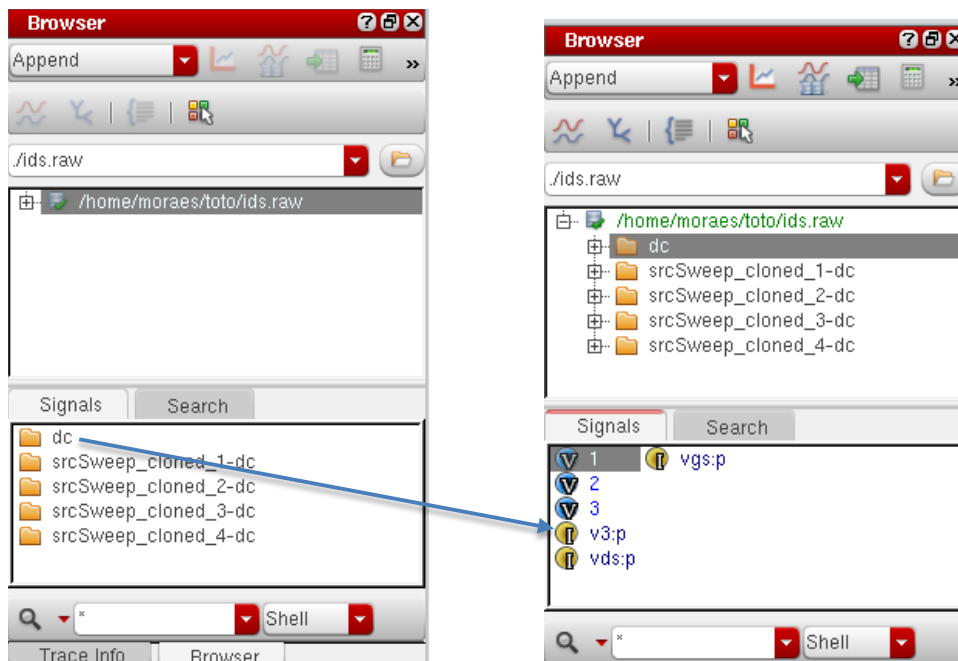 Browser
Append
»
./ids.raw
/home/moraes/toto/ids.raw
Signals Search
dc
srcSweep_cloned_1-dc
srcSweep_cloned_2-dc
srcSweep_cloned_3-dc
srcSweep_cloned_4-dc
* Shell
Trace Info Browser
Browser
Append
»
./ids.raw
/home/moraes/toto/ids.raw
dc
srcSweep_cloned_1-dc
srcSweep_cloned_2-dc
srcSweep_cloned_3-dc
srcSweep_cloned_4-dc
Signals Search
V 1 vgs:p
V 2
V 3
v3:p
vds:p
* Shell